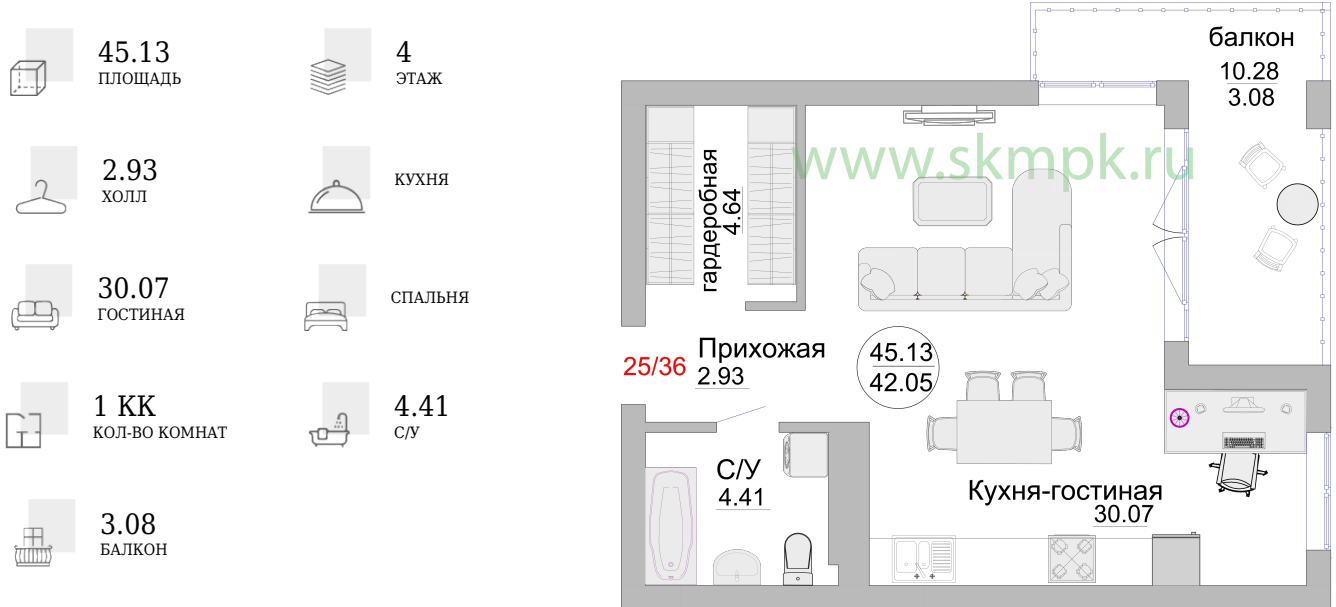 45.13
ПЛОЩАДЬ
4
ЭТАЖ
2.93
ХОЛЛ
КУХНЯ
30.07
ГОСТИНАЯ
СПАЛЬНЯ
1 КК
КОЛ-ВО КОМНАТ
4.41
С/У
3.08
БАЛКОН
балкон
10.28
3.08
www.skmpk.ru
гардеробная
4.64
25/36
Прихожая
2.93
45.13
42.05
С/У
4.41
Кухня-гостиная
30.07